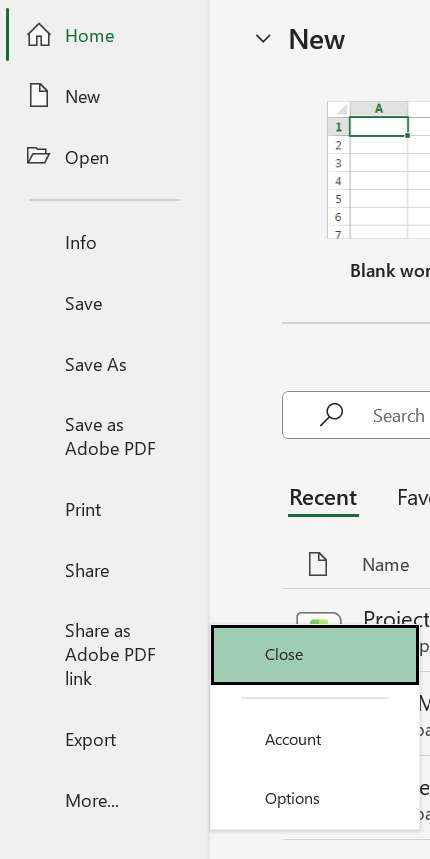 Home
New
Open
Info
Save
Save As
Save as
Adobe PDF
Print
Share
Share as
Adobe PDF
link
Export
More...
New
A
1
2
3
4
5
6
7
Blank wor
Search
Recent Favo
Name
Project
Close
Account
Options